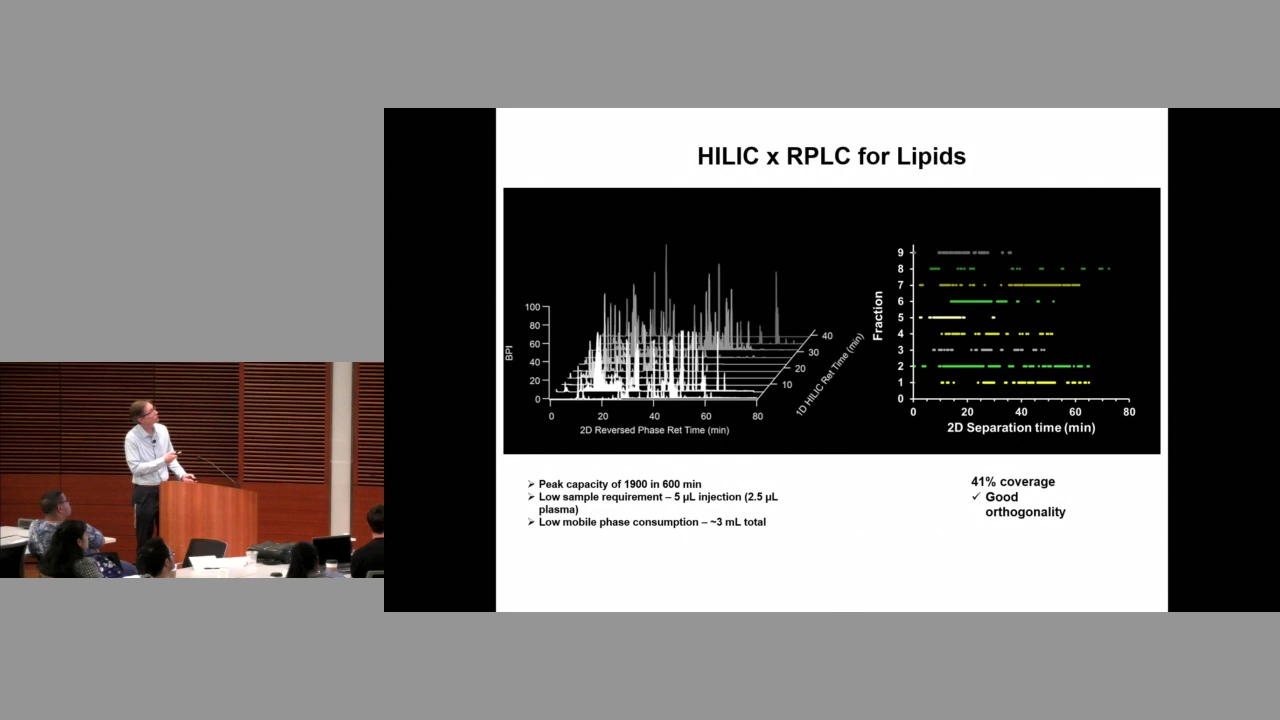 HILIC x RPLC for Lipids
100
80
60
40
20
0
BPI
0
20
40
60
80
2D Reversed Phase Ret Time (min)
10
20
30
40
1D HILIC Ret Time (min)
9
8
7
6
5
4
3
2
1
0
Fraction
0
20
40
60
80
2D Separation time (min)
➢ Peak capacity of 1900 in 600 min
➢ Low sample requirement – 5 µL injection (2.5 µL
plasma)
➢ Low mobile phase consumption – ~3 mL total
41% coverage
✓ Good
orthogonality